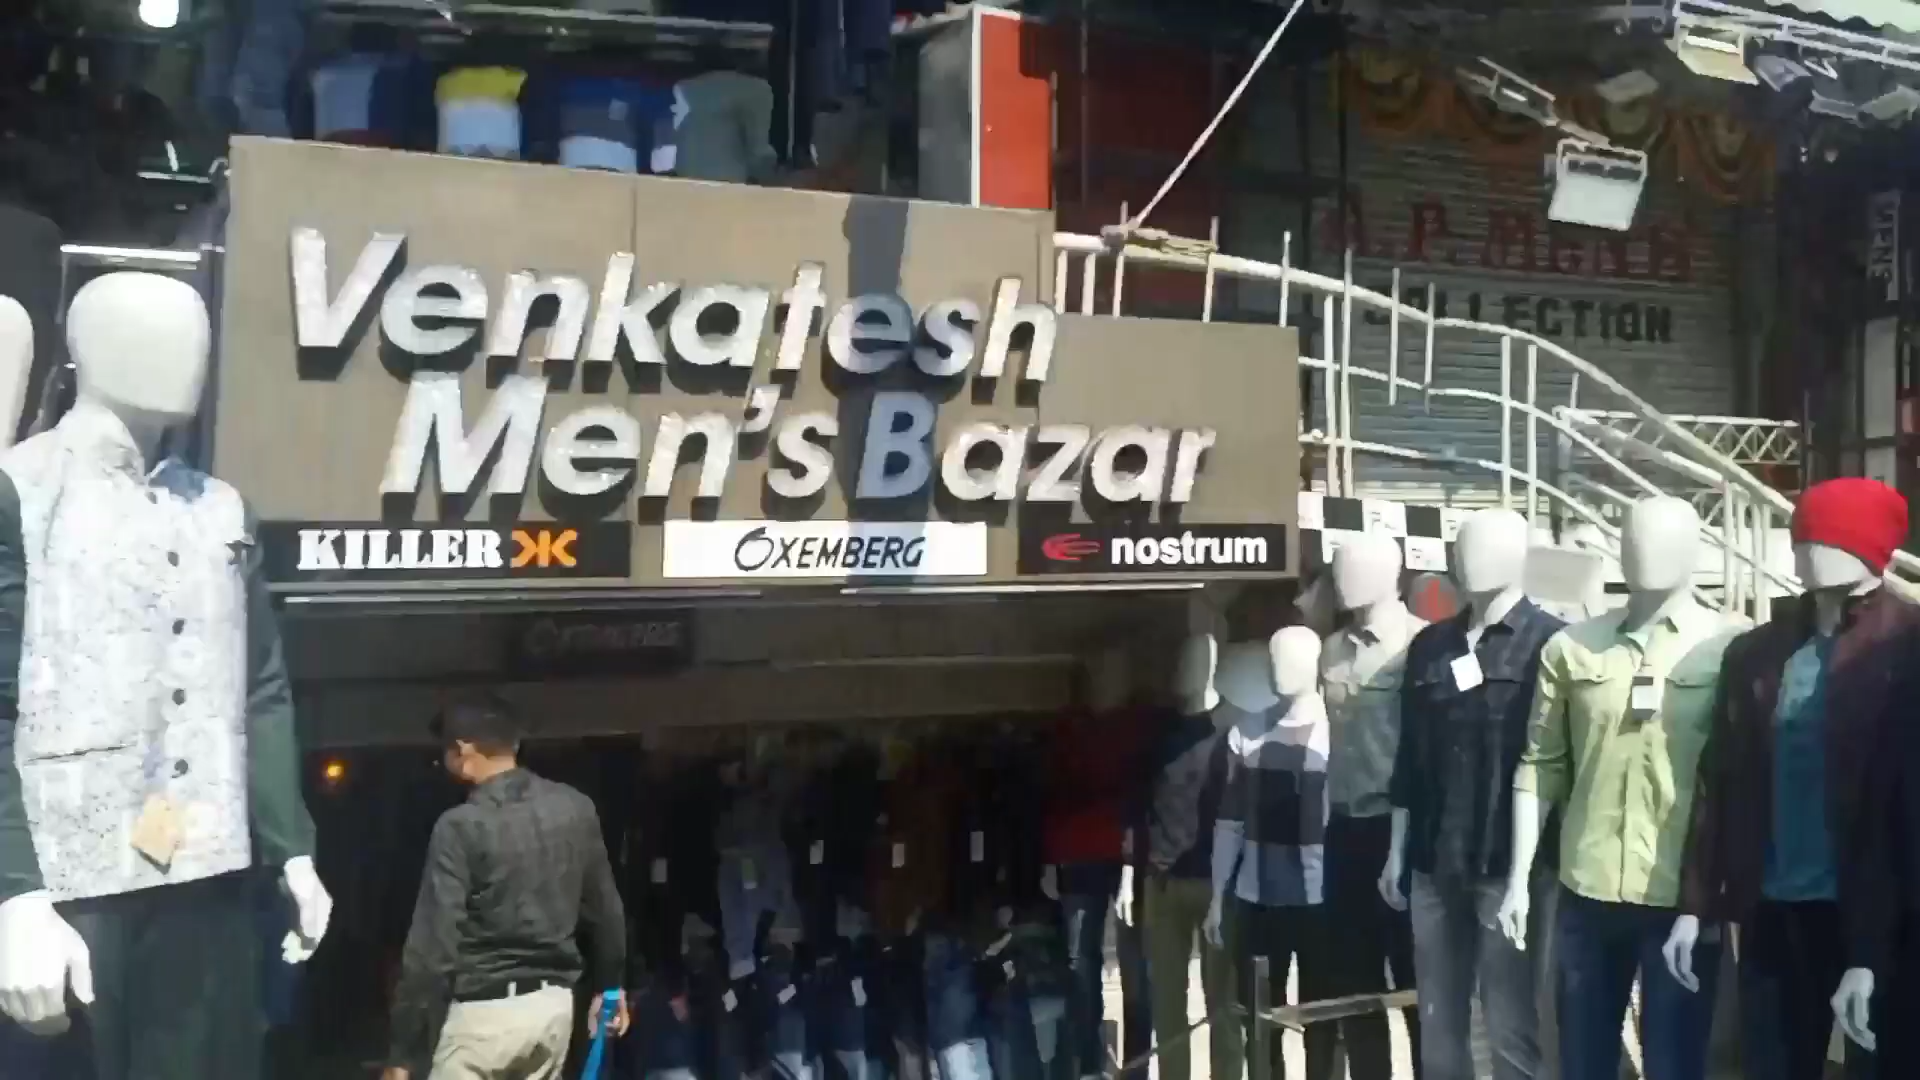 Venkatesh
Men's Bazar
KILLER
OXEMBERG
nostrum
COLLECTION